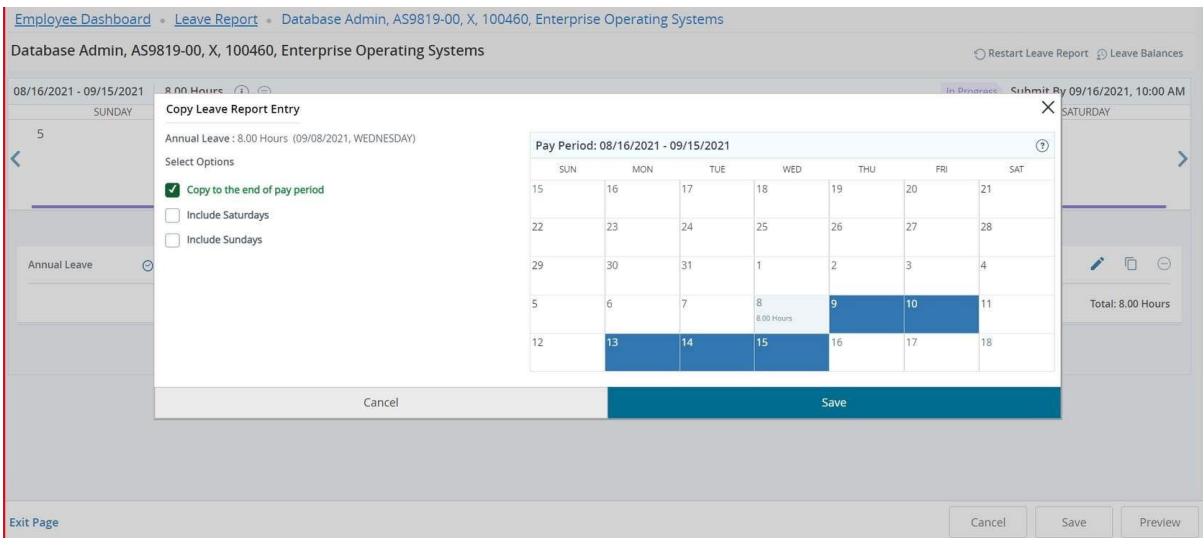 Employee Dashboard • Leave Report • Database Admin, AS9819-00, X, 100460, Enterprise Operating Systems
Database Admin, AS9819-00, X, 100460, Enterprise Operating Systems
Restart Leave Report Leave Balances
08/16/2021 - 09/15/2021 8.00 Hours In Progress Submit By 09/16/2021, 10:00 AM
SUNDAY SATURDAY
5
Copy Leave Report Entry
Annual Leave : 8.00 Hours (09/08/2021, WEDNESDAY)
Select Options
Copy to the end of pay period
Include Saturdays
Include Sundays
Pay Period: 08/16/2021 - 09/15/2021
SUN MON TUE WED THU FRI SAT
15 16 17 18 19 20 21
22 23 24 25 26 27 28
29 30 31 1 2 3 4
5 6 7 8 9 10 11
8.00 Hours
12 13 14 15 16 17 18
Cancel Save
Annual Leave
Total: 8.00 Hours
Exit Page Cancel Save Preview